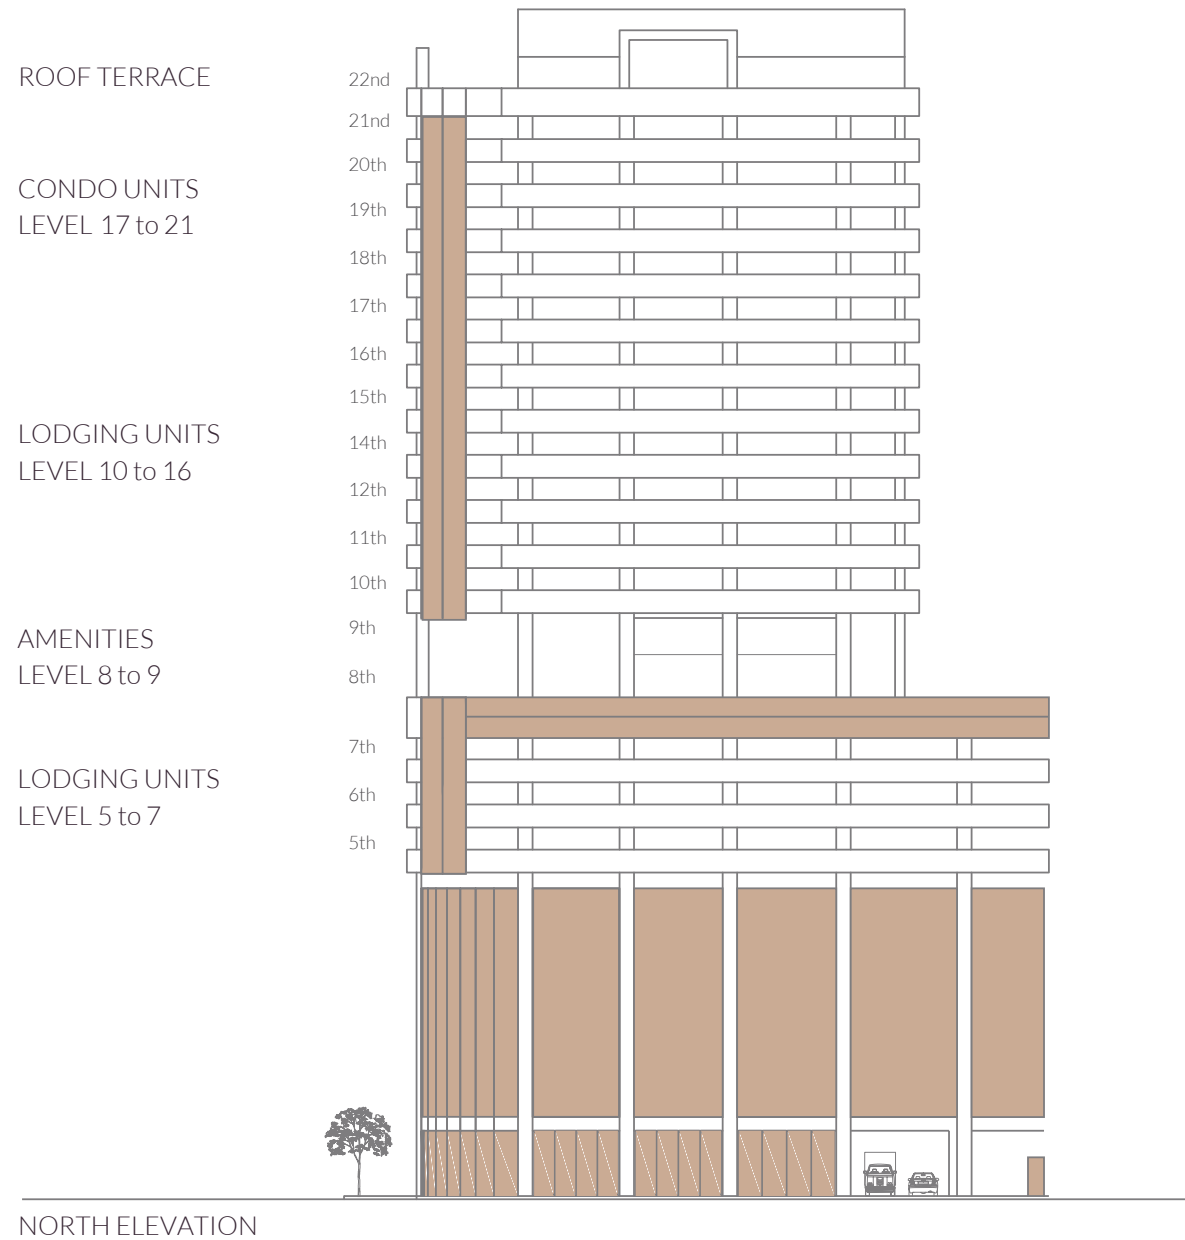 ROOF TERRACE
22nd
21nd
20th
CONDO UNITS
LEVEL 17 to 21
19th
18th
17th
16th
15th
LODGING UNITS
14th
LEVEL 10 to 16
12th
11th
10th
9th
AMENITIES
LEVEL 8 to 9
8th
7th
LODGING UNITS
6th
LEVEL 5 to 7
5th
NORTH ELEVATION